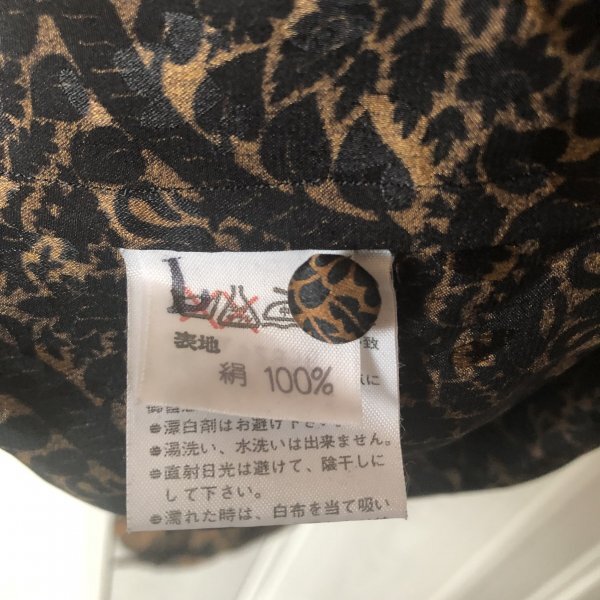 L
表地
絹 100%
致
に
●漂白剤はお避け下さい。
●湯洗い、水洗いは出来ません。
●直射日光は避けて、陰干しに
して下さい。
●濡れた時は、白布を当て吸い